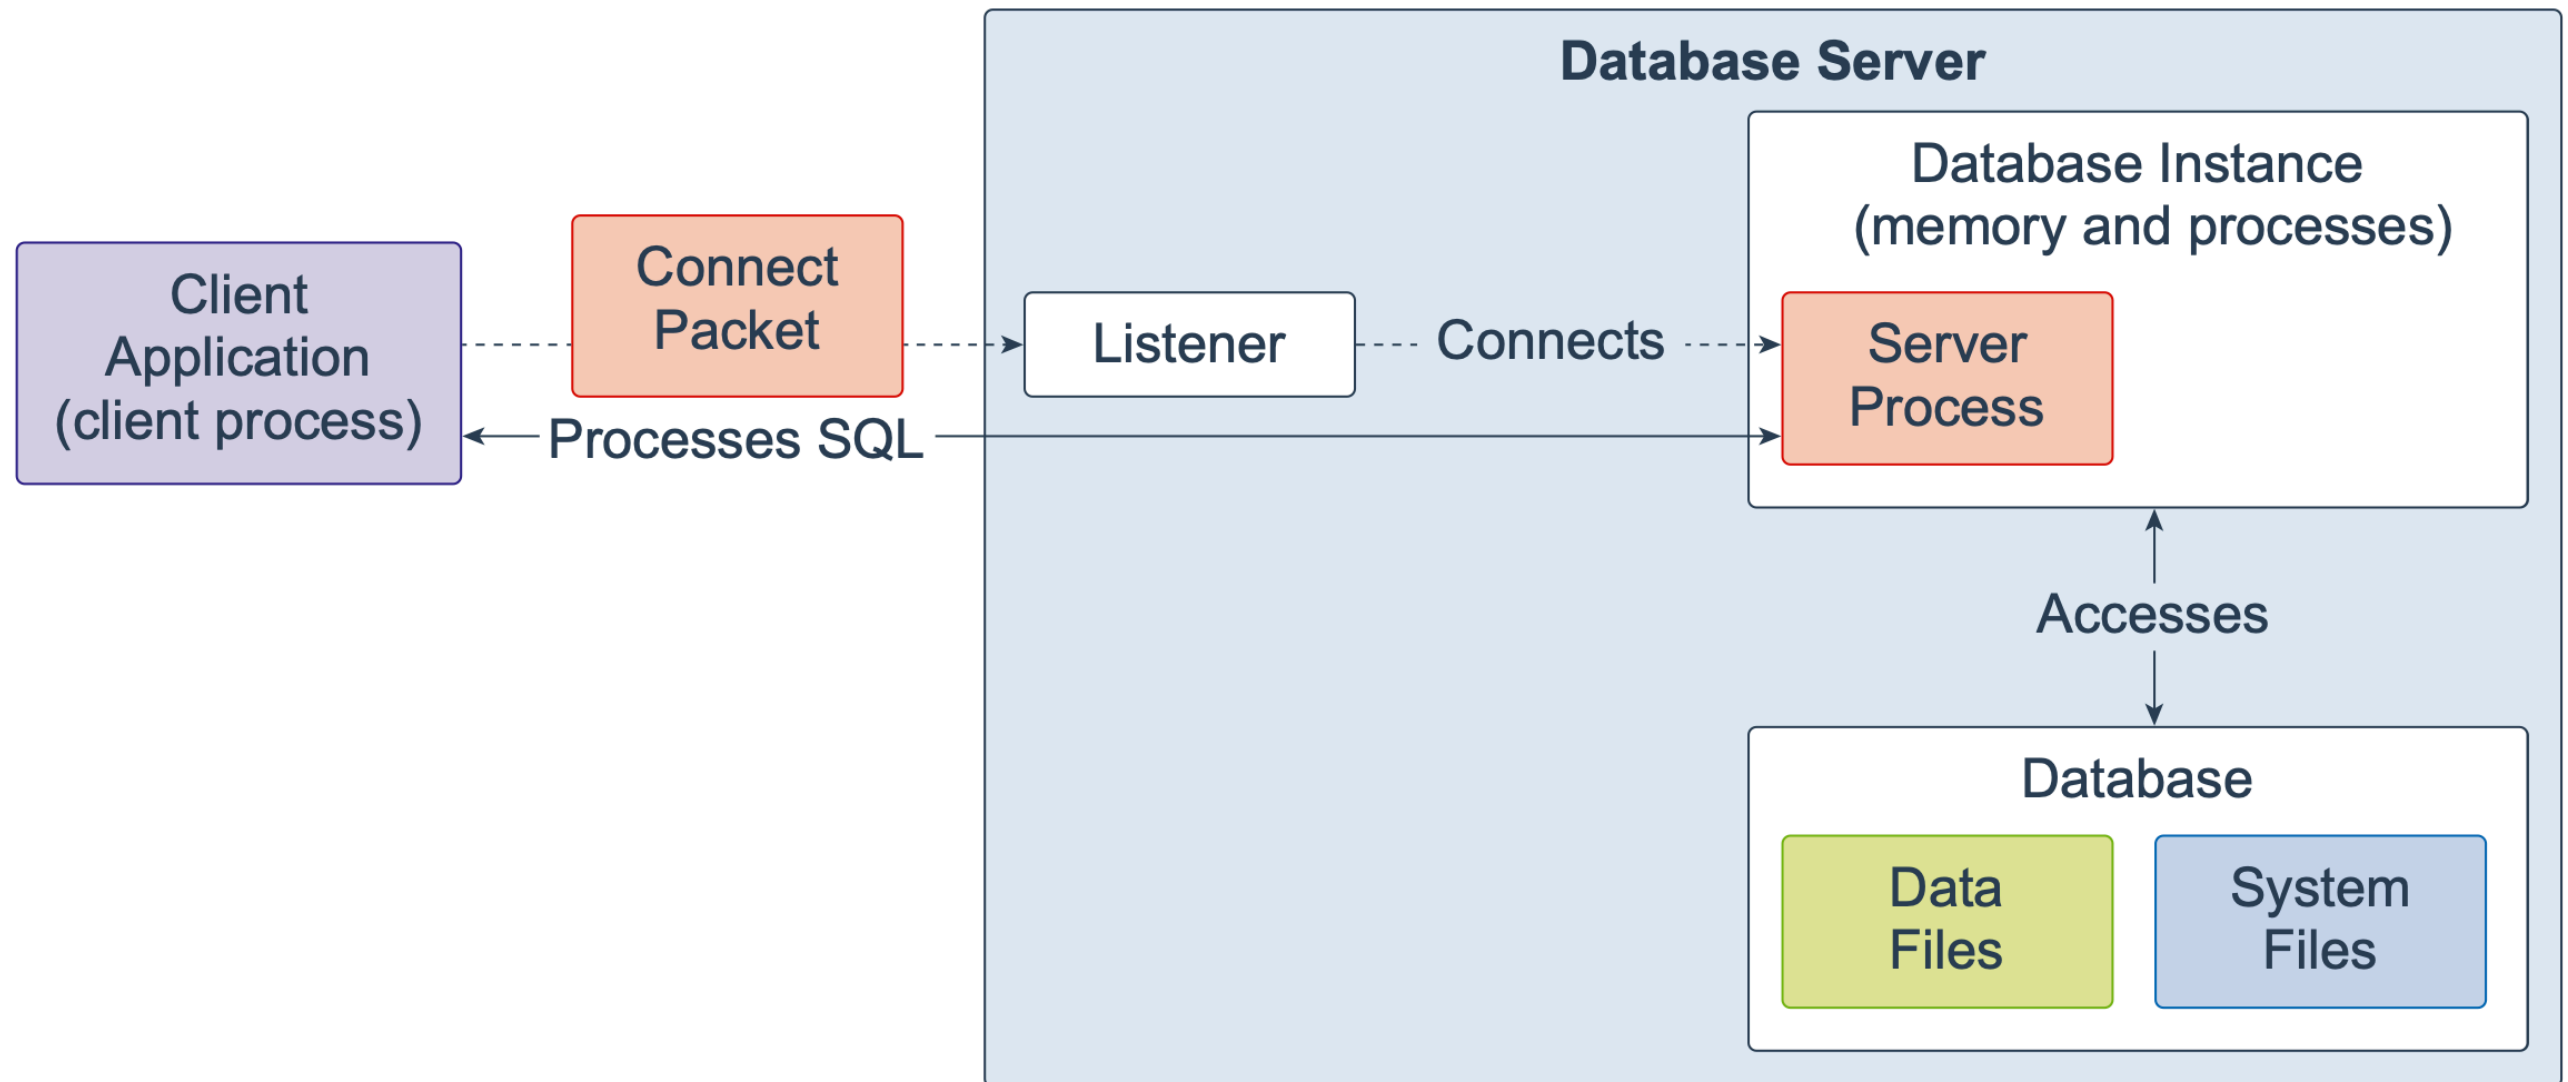 Database Server
Database Instance
(memory and processes)
Client
Application
(client process)
Connect
Packet
Listener
Connects
Server
Process
Processes SQL
Accesses
Database
Data
Files
System
Files